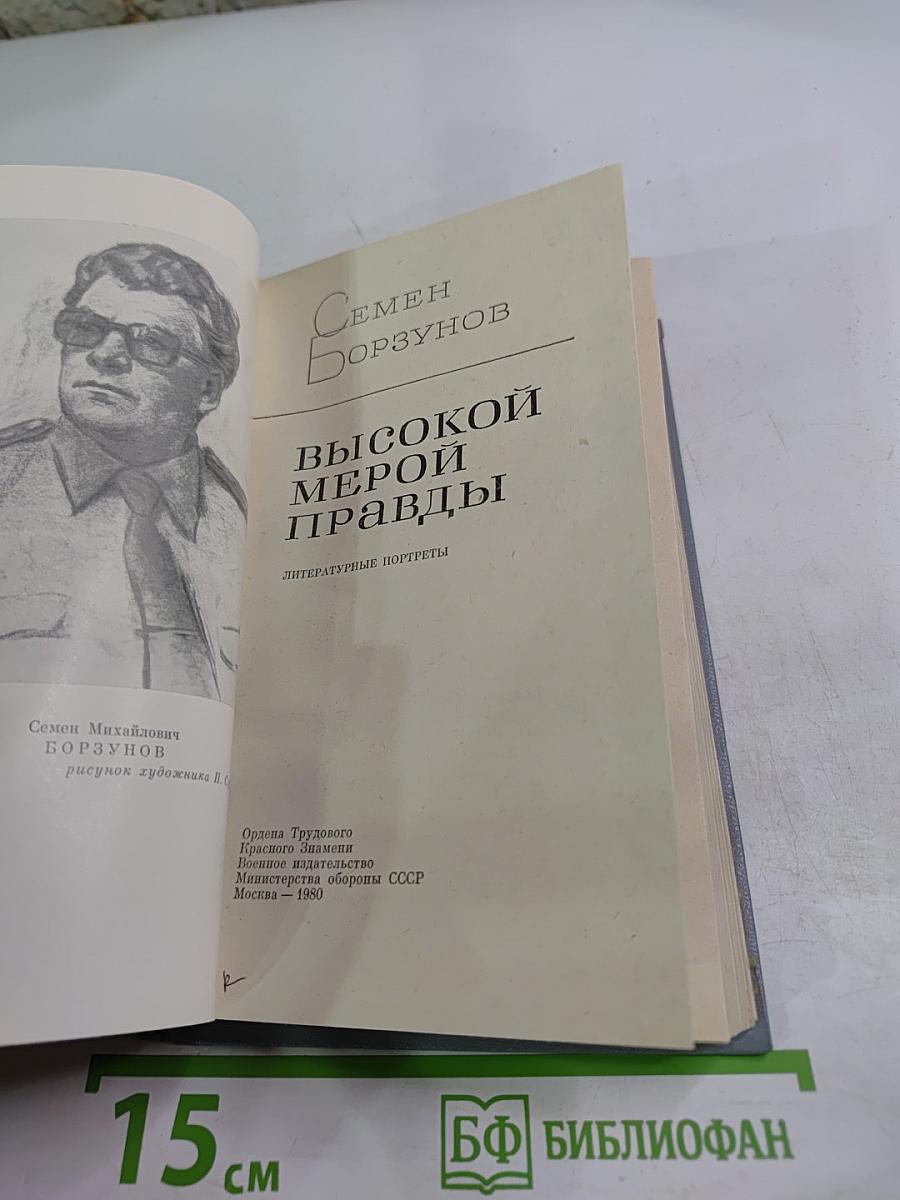 Семен Михайлович
БОРЗУНОВ
рисунок художника П.
Семен
Борзунов
ВЫСОКОЙ
МЕРОЙ
ПРАВДЫ
ЛИТЕРАТУРНЫЕ ПОРТРЕТЫ
Ордена Трудового
Красного Знамени
Военное издательство
Министерства обороны СССР
Москва — 1980
15 см
БФ БИБЛИОФАН